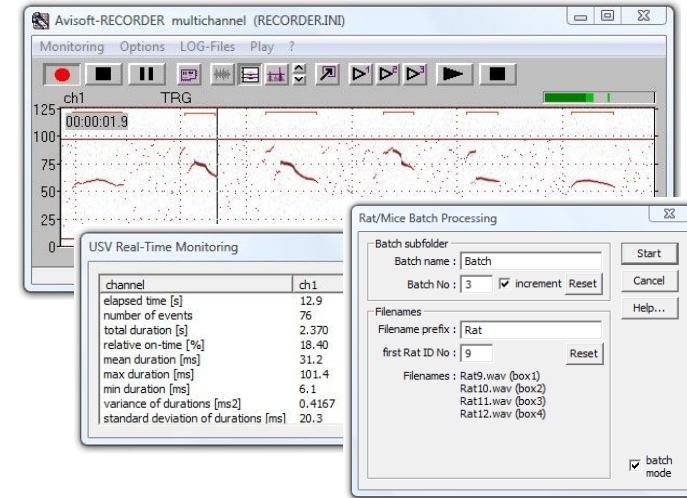 Avisoft-RECORDER multichannel (RECORDER.INI)
Monitoring Options LOG-Files Play ?
ch1 TRG
00:00:01.9
125
100
75
50
25
0
USV Real-Time Monitoring
channel ch1
elapsed time [s] 12.9
number of events 76
total duration [s] 2.370
relative on-time [%] 18.40
mean duration [ms] 31.2
max duration [ms] 101.4
min duration [ms] 6.1
variance of durations [ms2] 0.4167
standard deviation of durations [ms] 20.3
Rat/Mice Batch Processing
Batch subfolder
Batch name : Batch
Batch No : 3 increment Reset
Filenames
Filename prefix : Rat
first Rat ID No : 9 Reset
Filenames : Rat9.wav (box1)
Rat10.wav (box2)
Rat11.wav (box3)
Rat12.wav (box4)
Start
Cancel
Help...
batch
mode